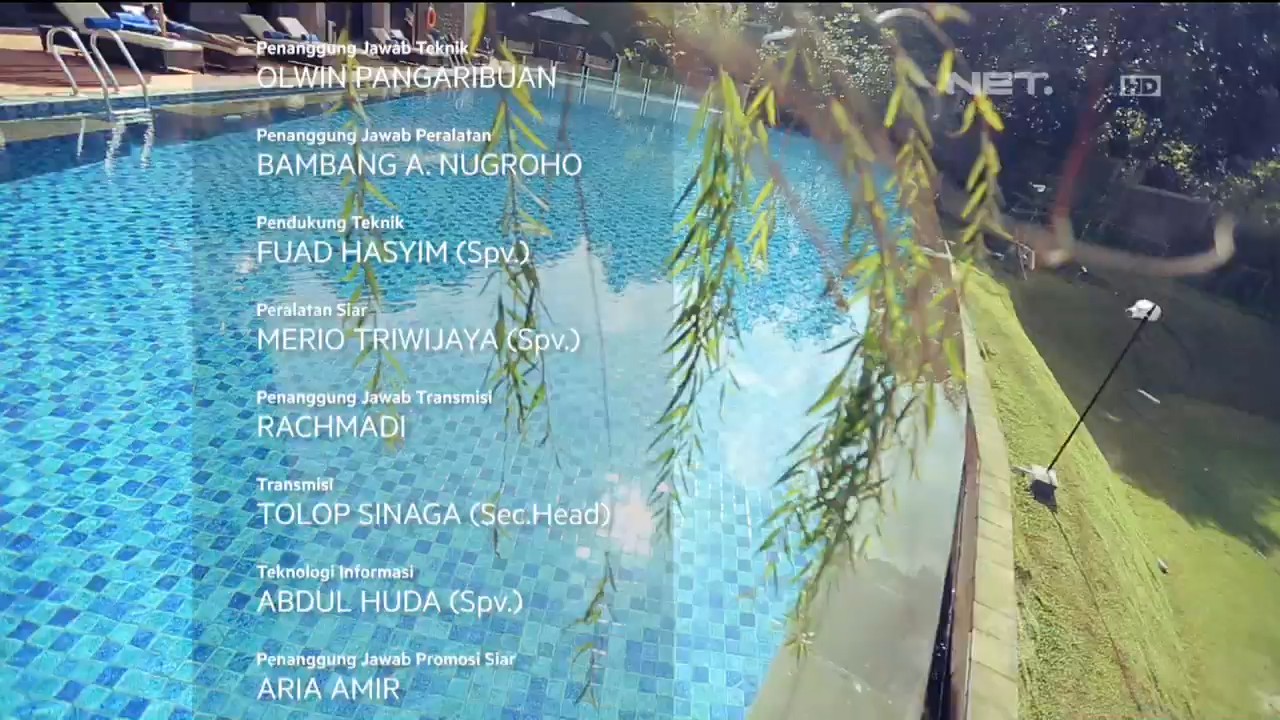 Penanggung Jawab Teknik
OLWIN PANGARIBUAN
NET.
HD
Penanggung Jawab Peralatan
BAMBANG A. NUGROHO
Pendukung Teknik
FUAD HASYIM (Spv.)
Peralatan Siar
MERIO TRIWIJAYA (Spv.)
Penanggung Jawab Transmisi
RACHMADI
Transmisi
TOLOP SINAGA (Sec.Head)
Teknologi Informasi
ABDUL HUDA (Spv.)
Penanggung Jawab Promosi Siar
ARIA AMIR